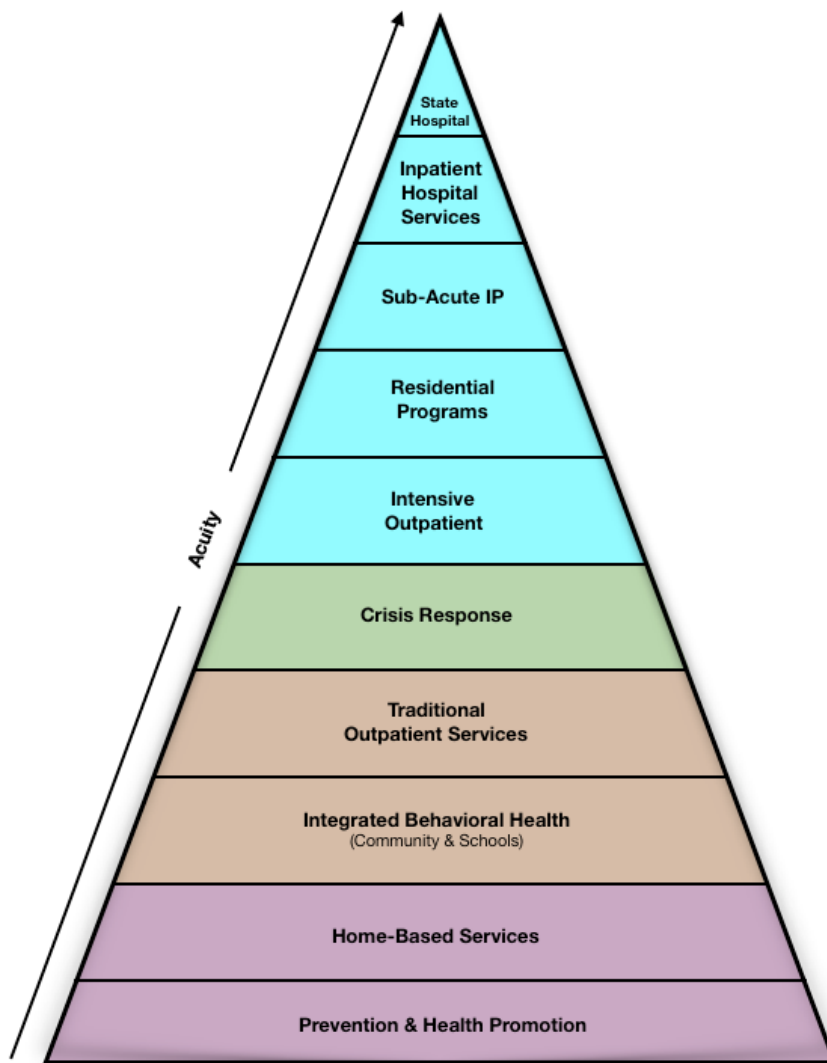 State
Hospital
Inpatient
Hospital
Services
Sub-Acute IP
Residential
Programs
Intensive
Outpatient
Acuity
Crisis Response
Traditional
Outpatient Services
Integrated Behavioral Health
(Community & Schools)
Home-Based Services
Prevention & Health Promotion